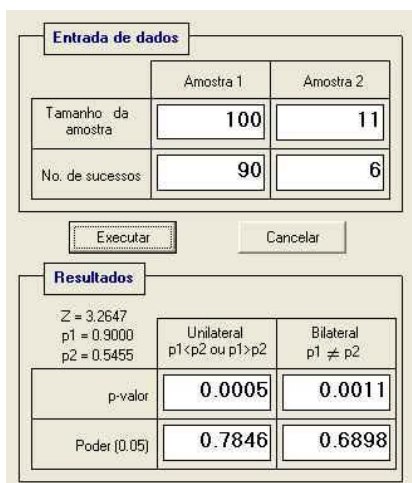 Entrada de dados
Amostra 1 Amostra 2
Tamanho da
amostra
100 11
No. de sucessos 90 6
Executar Cancelar
Resultados
Z = 3.2647
p1 = 0.9000
p2 = 0.5455
Unilateral
p1<p2 ou p1>p2
Bilateral
p1 ≠ p2
p-valor 0.0005 0.0011
Poder (0.05) 0.7846 0.6898